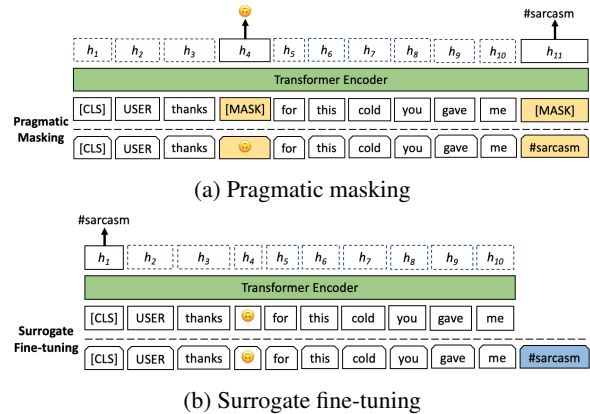 🙃 #sarcasm
h1 h2 h3 h4 h5 h6 h7 h8 h9 h10 h11
Transformer Encoder
[CLS] USER thanks [MASK] for this cold you gave me [MASK]
Pragmatic
Masking
[CLS] USER thanks 🙃 for this cold you gave me #sarcasm
(a) Pragmatic masking
#sarcasm
h1 h2 h3 h4 h5 h6 h7 h8 h9 h10
Transformer Encoder
[CLS] USER thanks 🙃 for this cold you gave me
Surrogate
Fine-tuning
[CLS] USER thanks 🙃 for this cold you gave me #sarcasm
(b) Surrogate fine-tuning